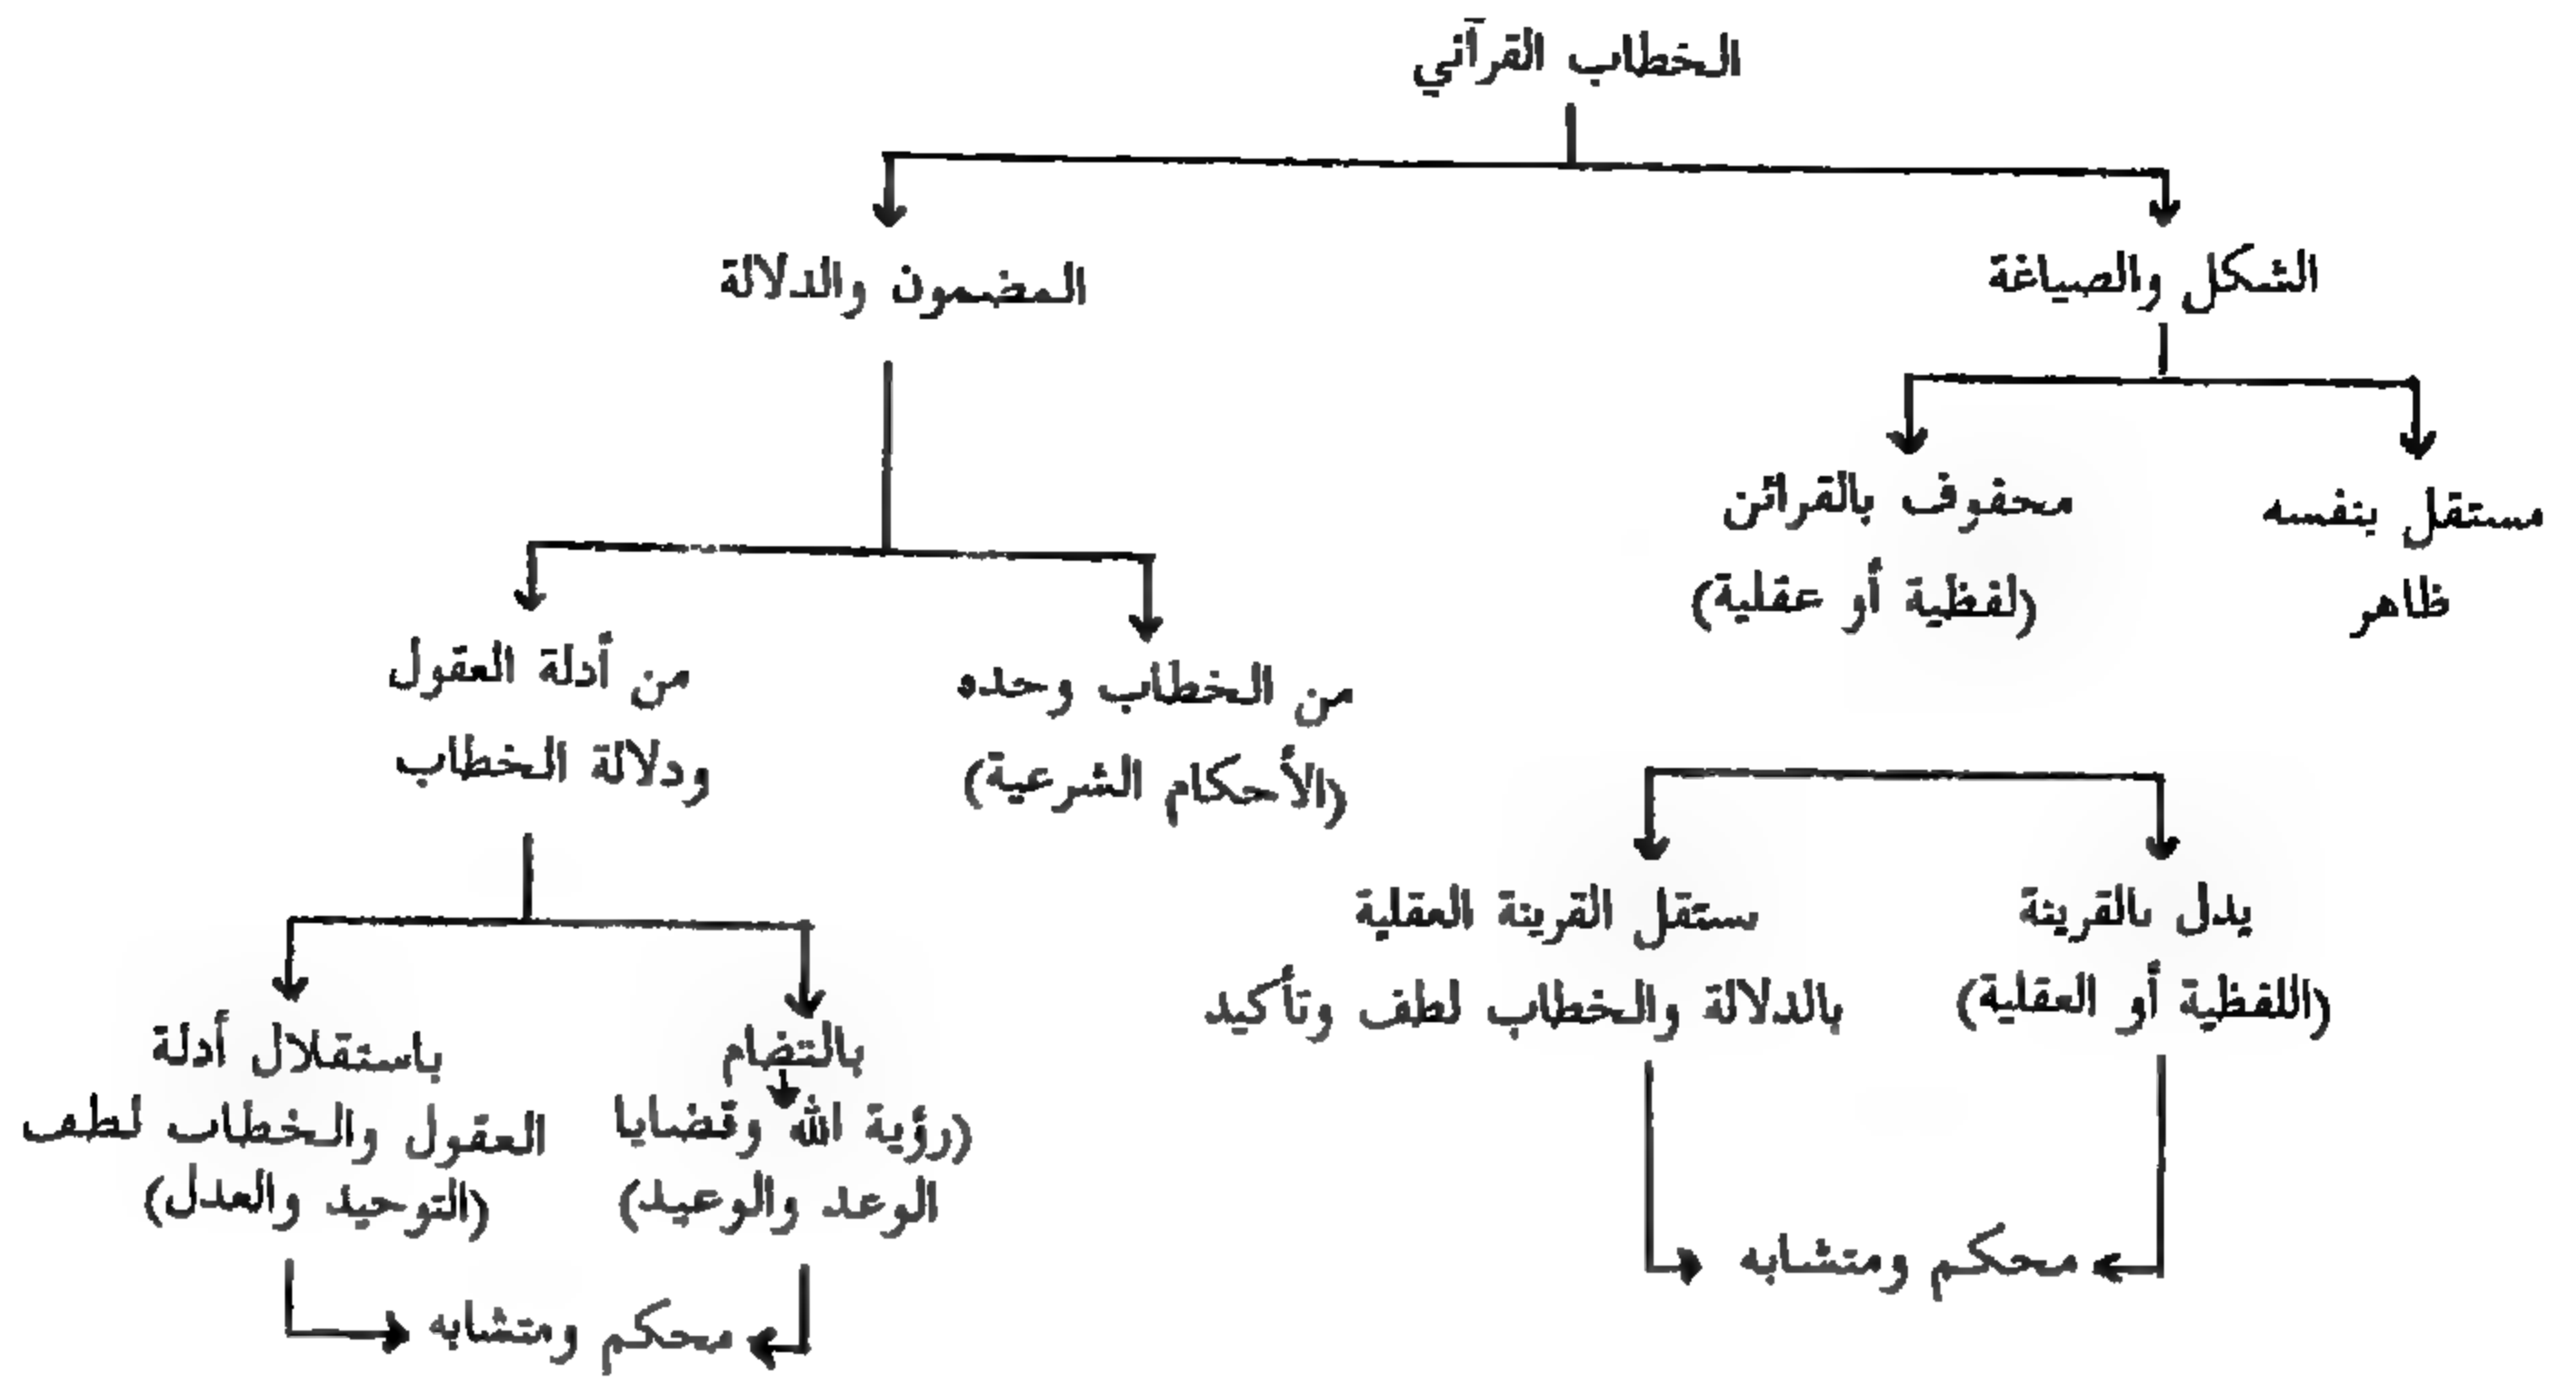 الخطاب القرآني
الشكل والصياغة
المضمون والدلالة
مستقل بنفسه
ظاهر
محفوف بالقرائن
(لفظية أو عقلية)
من الخطاب وحده
(الأحكام الشرعية)
من أدلة العقول
ودلالة الخطاب
يدل بالقرينة
(اللفظية أو العقلية)
ستقل القرينة العقلية
بالدلالة والخطاب لطف وتأكيد
بالتضام
(رؤية الله وقضايا
الوعد والوعيد)
باستقلال أدلة
العقول والخطاب لطف
(التوحيد والعدل)
محكم ومتشابه
محكم ومتشابه